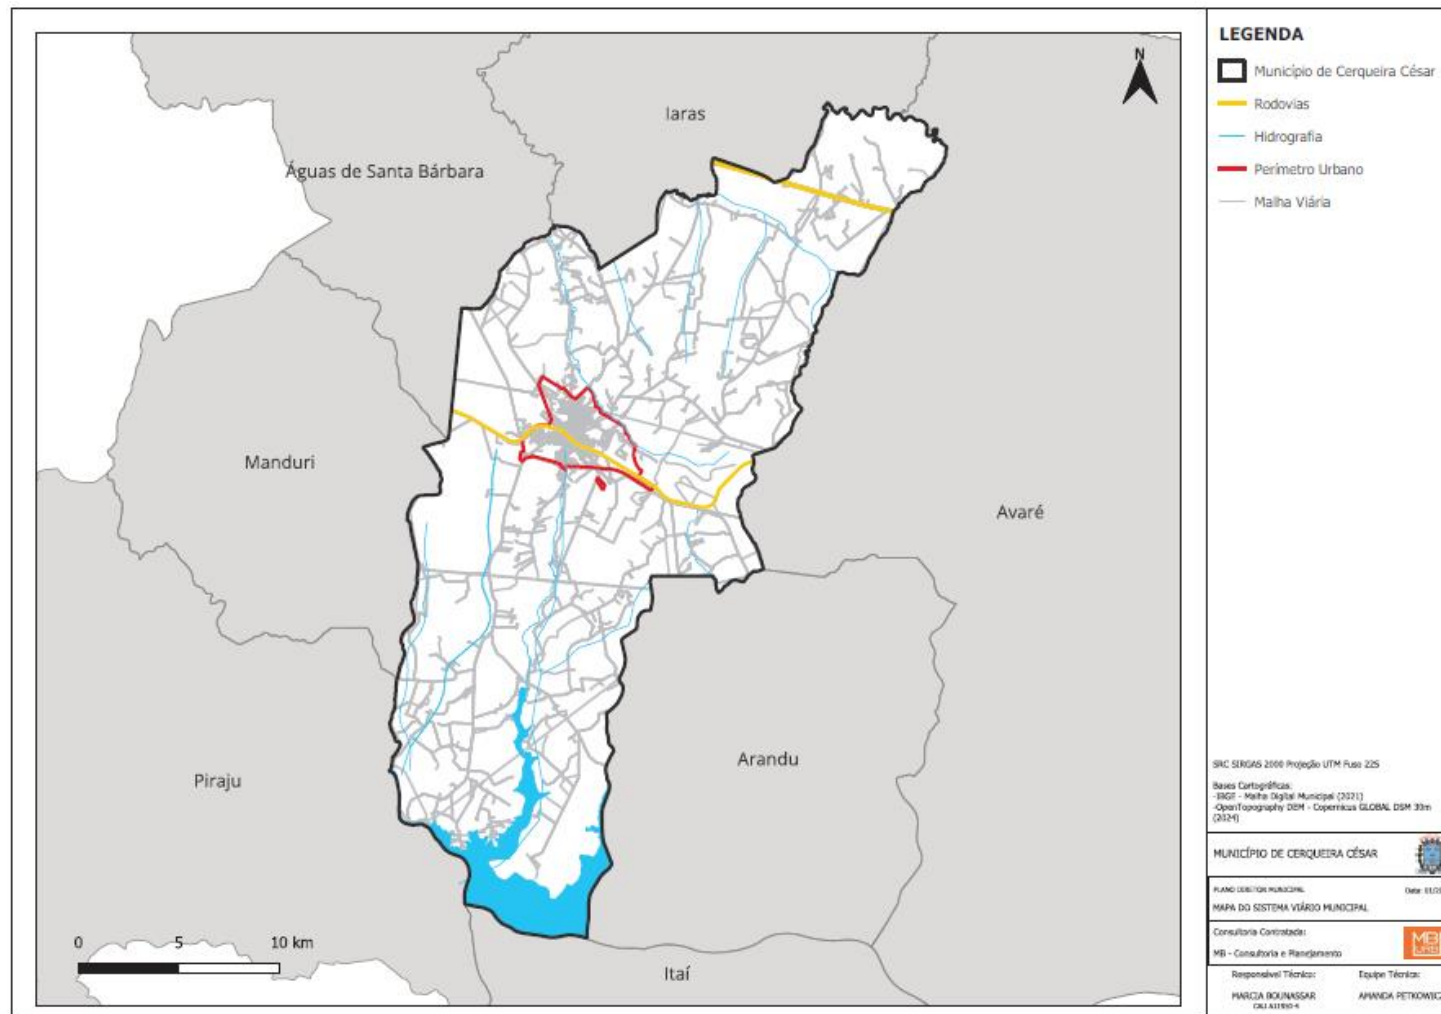 LEGENDA
Município de Cerqueira César
Rodovias
Hidrografia
Perímetro Urbano
Malha Viária
N
Iaras
Águas de Santa Bárbara
Manduri
Avaré
Piraju
Arandu
Itaí
0 5 10 km
SRC SIRGAS 2000 Projeção UTM Fuso 22S
Bases Cartográficas:
-IBGE - Malha Digital Municipal (2021)
-OpenTopography DEM - Copernicus GLOBAL DSM 30m
(2024)
MUNICÍPIO DE CERQUEIRA CÉSAR
PLANO DIRETOR MUNICIPAL
Data:
MAPA DO SISTEMA VIÁRIO MUNICIPAL
Consultoria Contratada:
MB - Consultoria e Planejamento
Responsável Técnico:
Equipe Técnica:
MARCIA BOUNASSAR
AMANDA
CAU